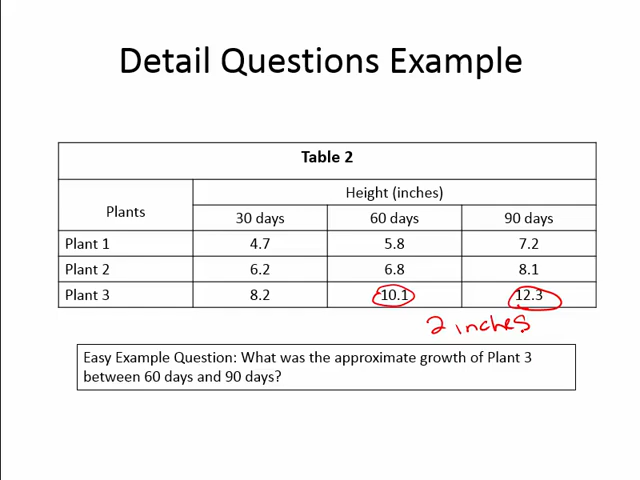 Detail Questions Example
Table 2
Plants Height (inches)
30 days 60 days 90 days
Plant 1 4.7 5.8 7.2
Plant 2 6.2 6.8 8.1
Plant 3 8.2 10.1 12.3
2 inches
Easy Example Question: What was the approximate growth of Plant 3
between 60 days and 90 days?